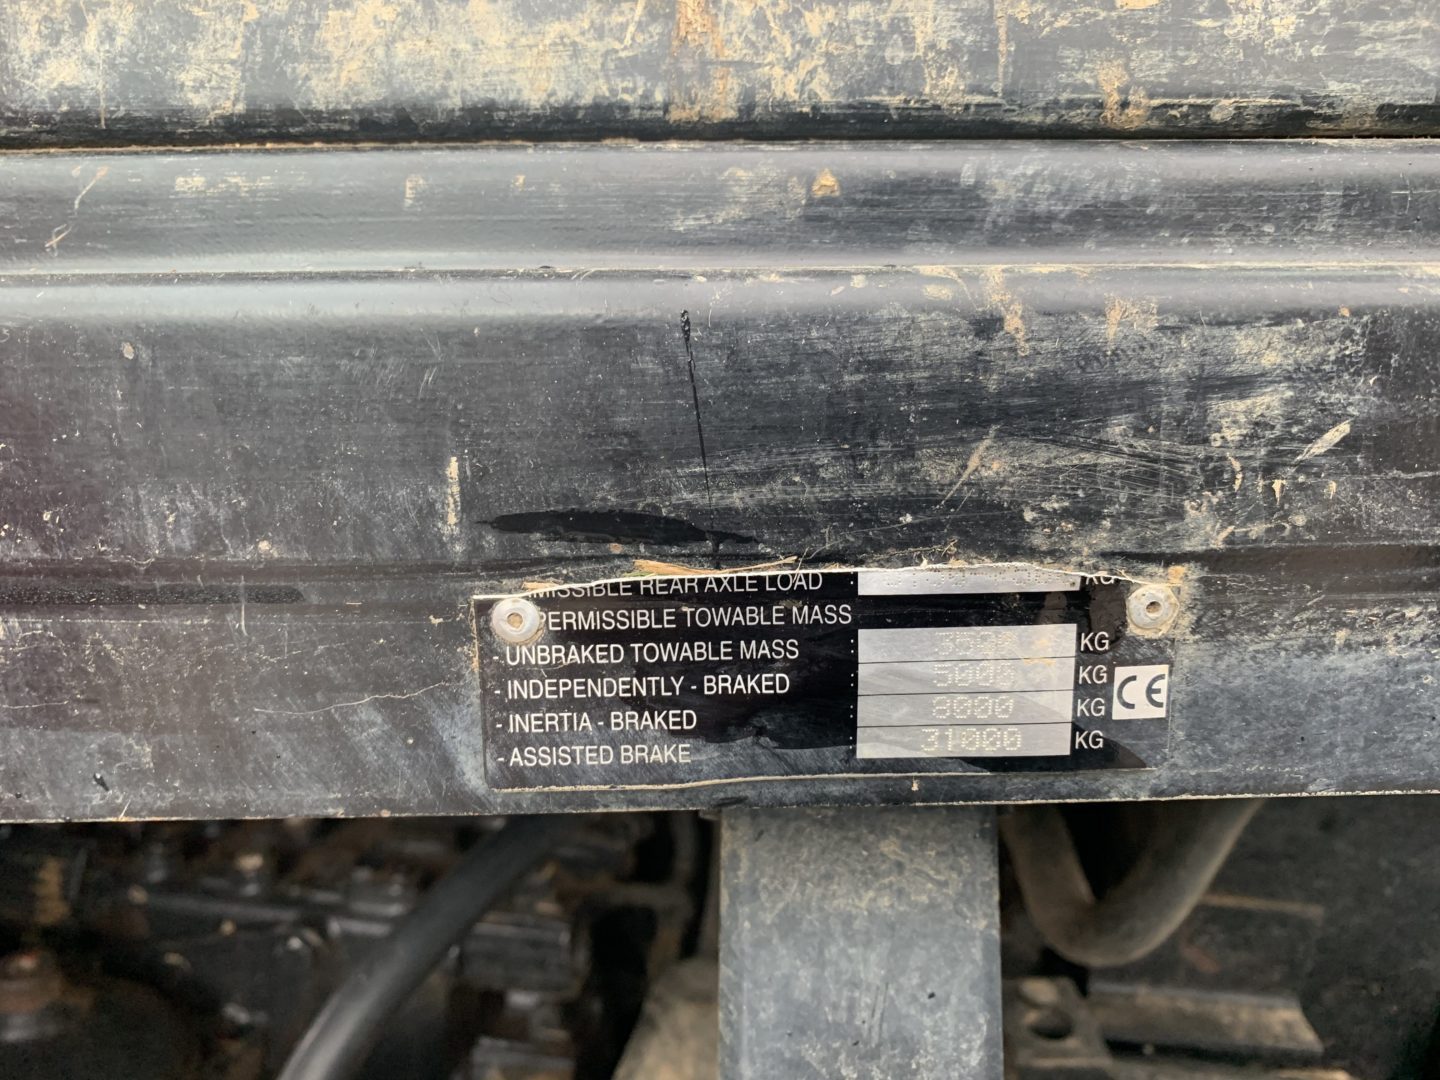 MISSIBLE REAR AXLE LOAD : KG
PERMISSIBLE TOWABLE MASS
- UNBRAKED TOWABLE MASS : KG
- INDEPENDENTLY - BRAKED : 5000 KG
- INERTIA - BRAKED : 8000 KG
- ASSISTED BRAKE : 31000 KG
CE